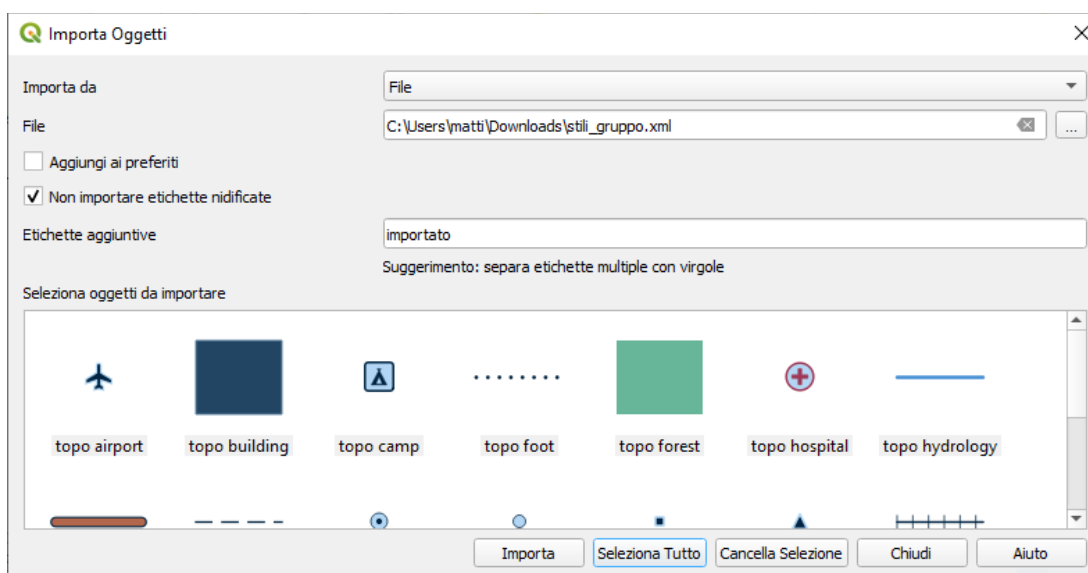 Importa Oggetti
Importa da File
File C:\Users\matti\Downloads\stili_gruppo.xml ...
Aggiungi ai preferiti
Non importare etichette nidificate
Etichette aggiuntive importato
Suggerimento: separa etichette multiple con virgole
Seleziona oggetti da importare
topo airport topo building topo camp topo foot topo forest topo hospital topo hydrology
Importa Seleziona Tutto Cancella Selezione Chiudi Aiuto